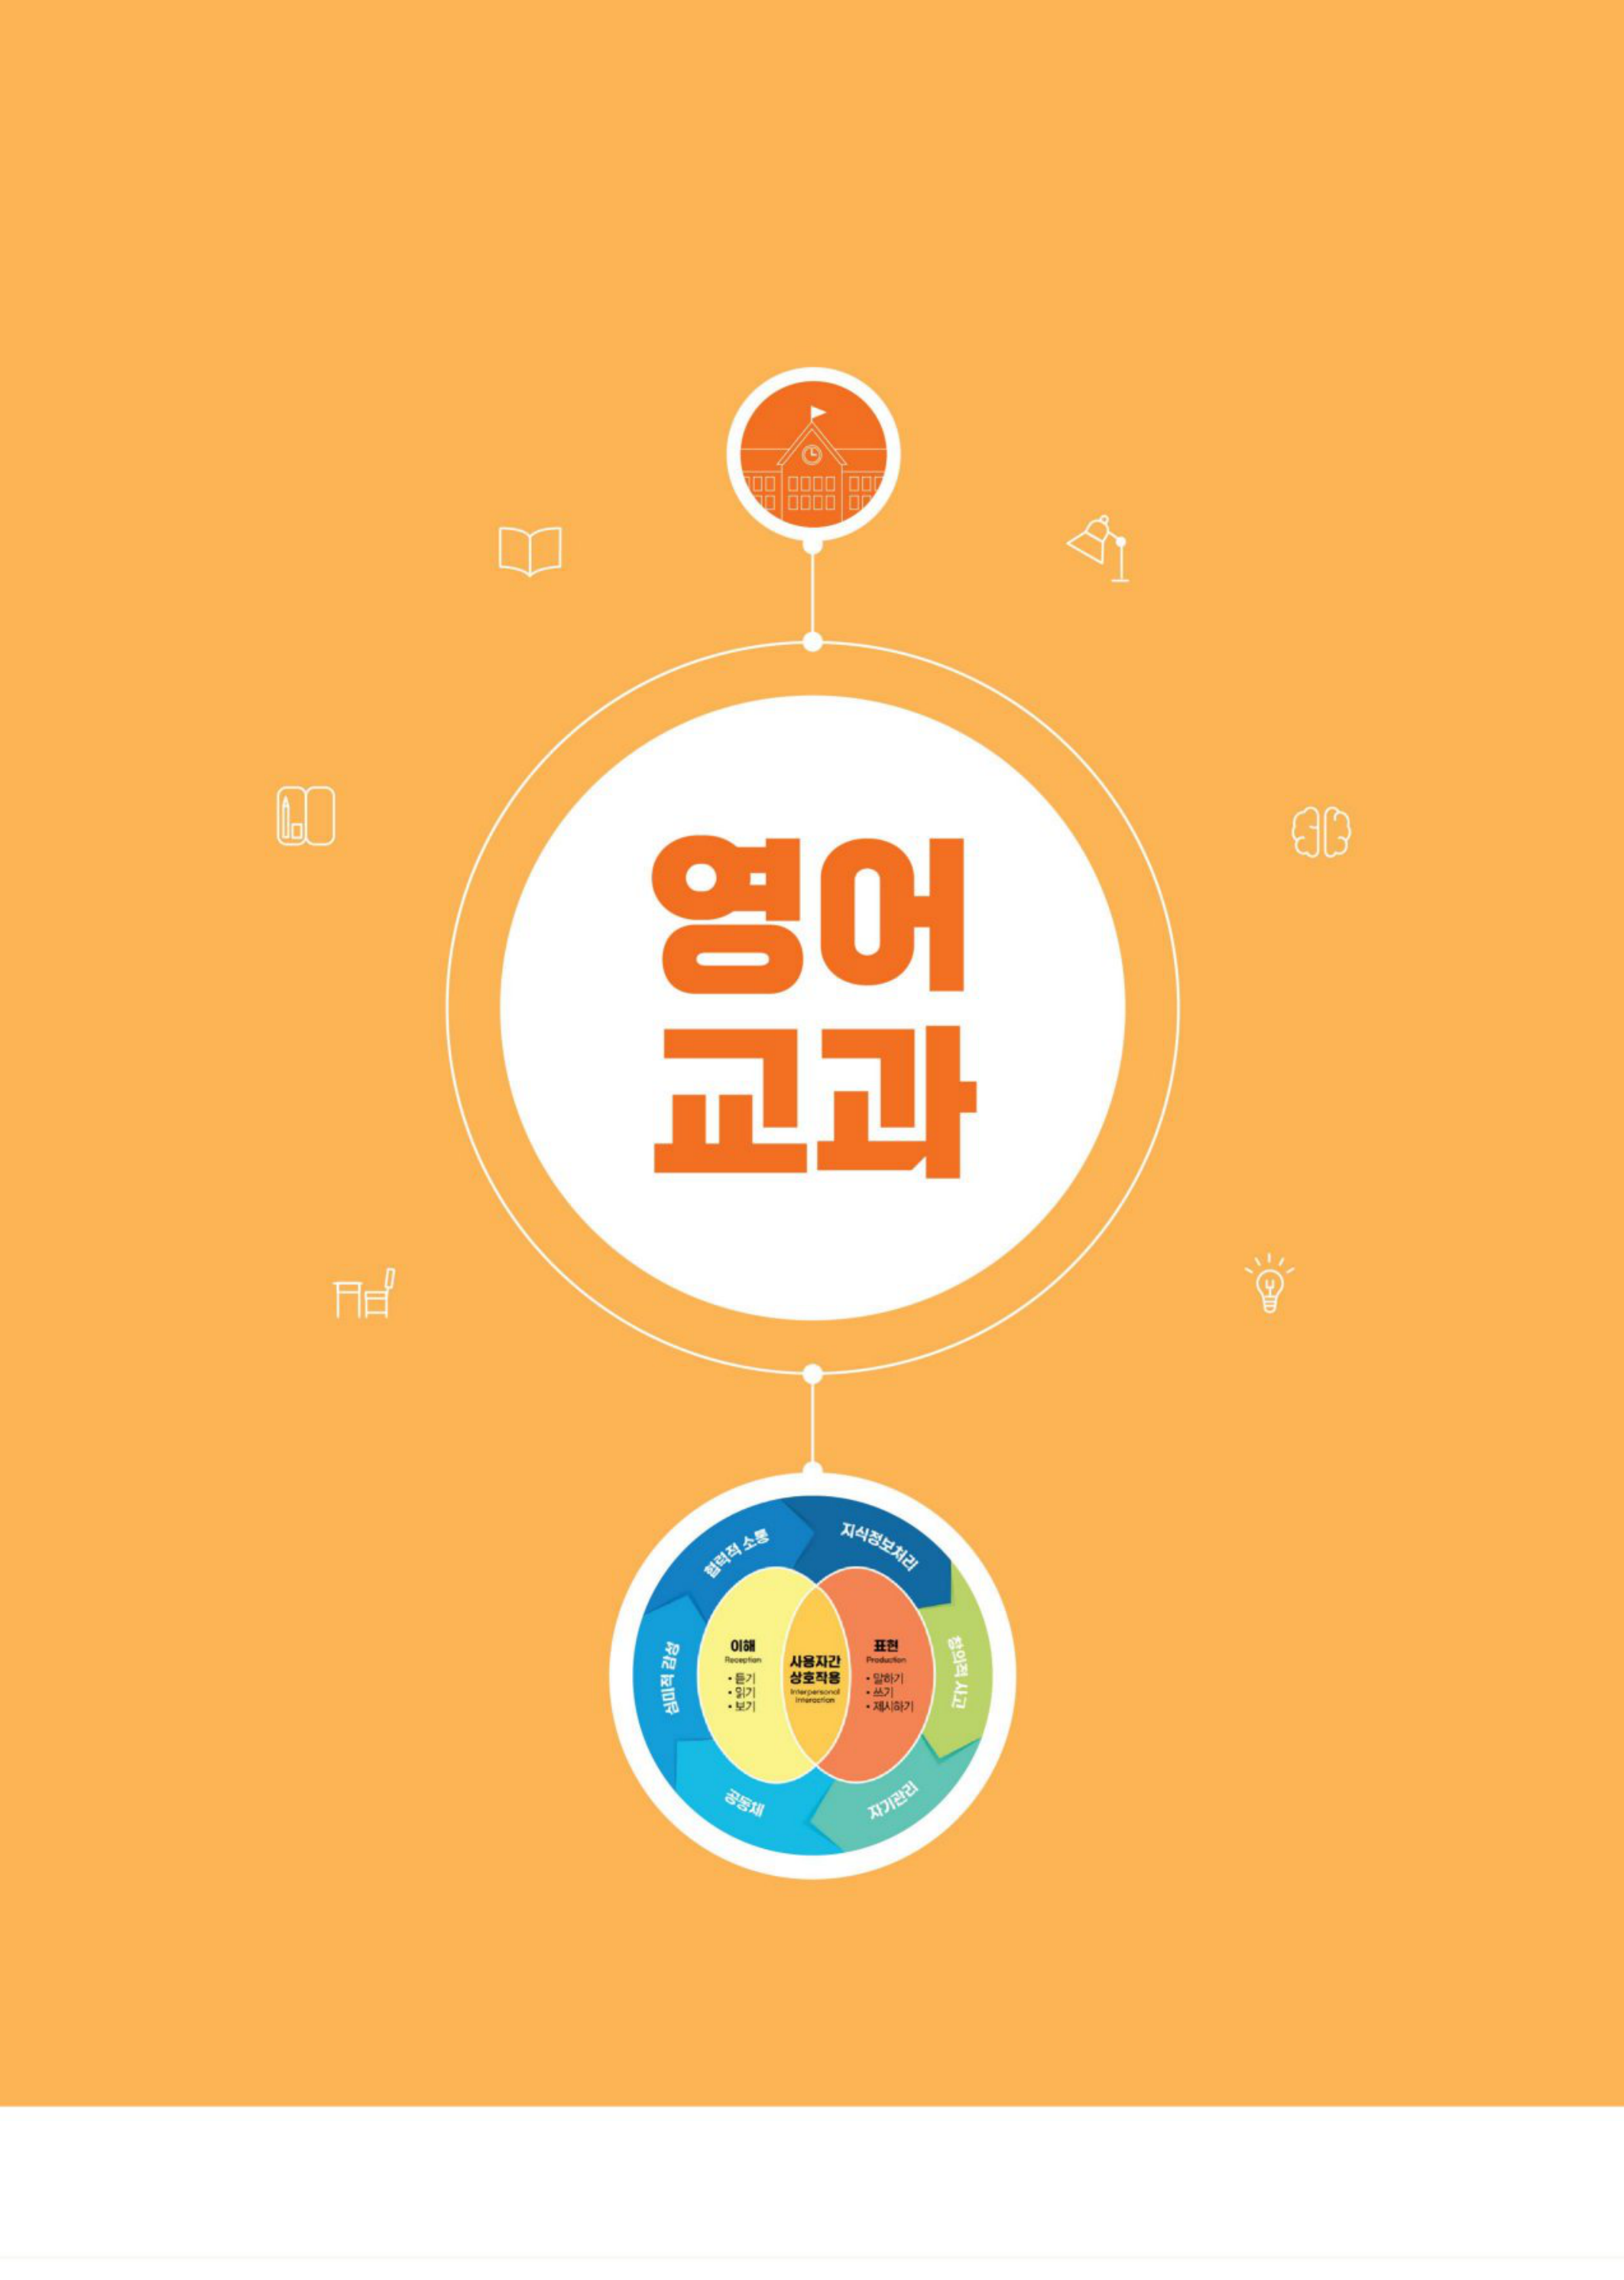 영어
교과
협력적 소통
지식정보처리
심미적 감성
창의적 사고
공동체
자기관리
이해
Reception
• 듣기
• 읽기
• 보기
사용자간
상호작용
Interpersonal
Interaction
표현
Production
• 말하기
• 쓰기
• 제시하기